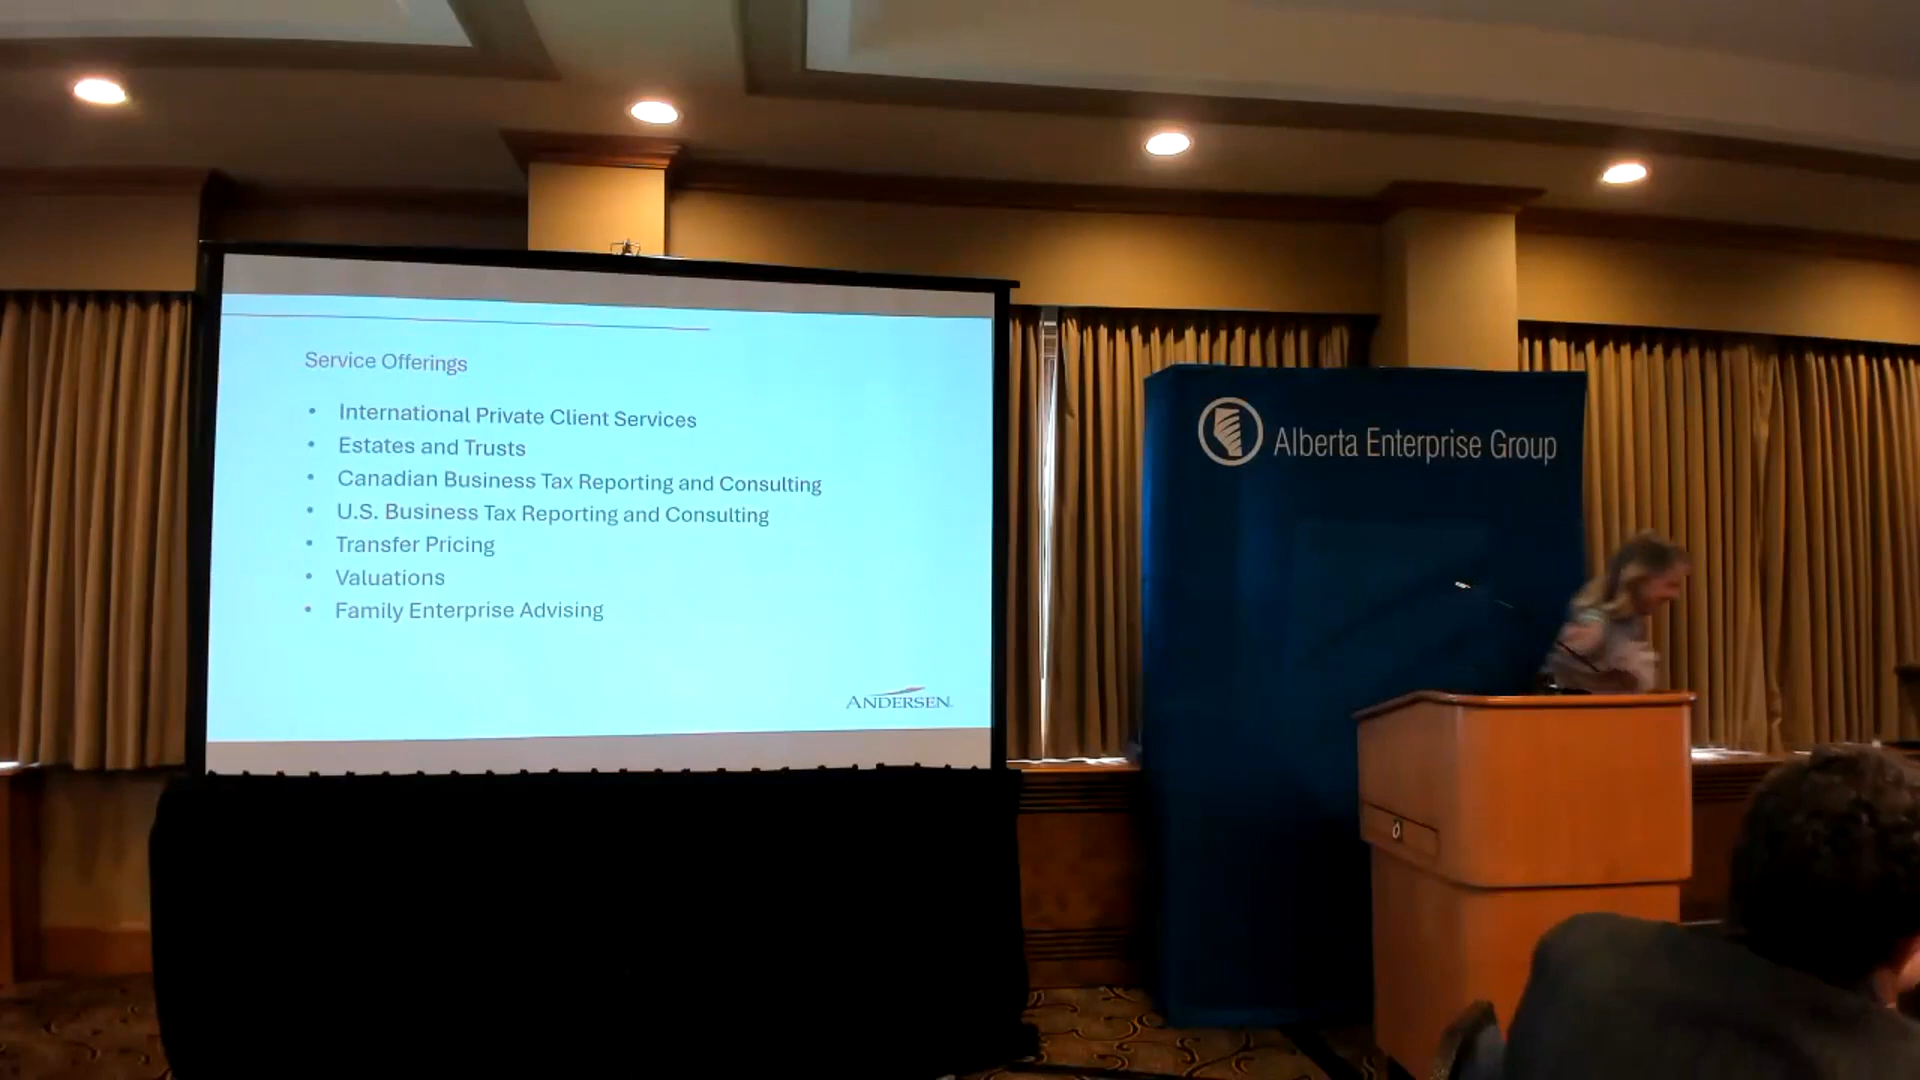 Service Offerings
• International Private Client Services
• Estates and Trusts
• Canadian Business Tax Reporting and Consulting
• U.S. Business Tax Reporting and Consulting
• Transfer Pricing
• Valuations
• Family Enterprise Advising
ANDERSEN
Alberta Enterprise Group